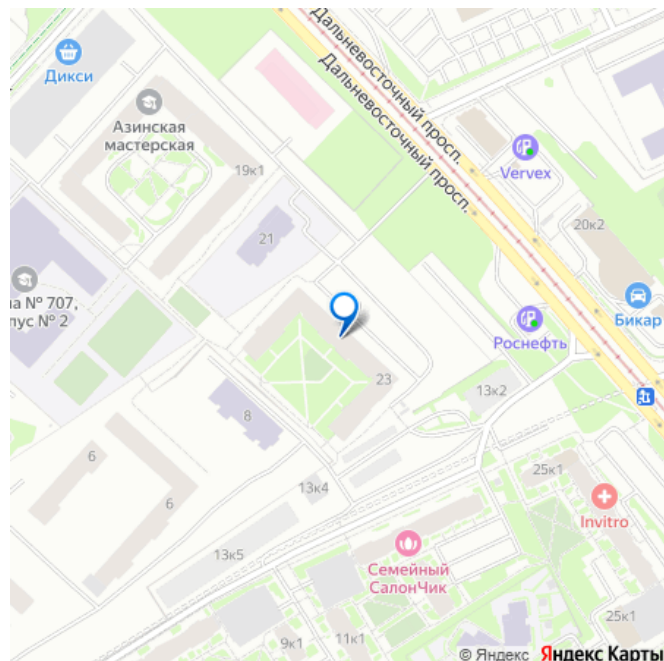 Дальневосточный просп.
Дальневосточный просп.
Дикси
Азинская
мастерская
Vervex
19к1
20к2
21
а № 707,
пус № 2
Бикар
Роснефть
23
13к2
8
6
6
13к4
25к1
Invitro
13к5
Семейный
СалонЧик
25к1
9к1
11к1
© Яндекс Яндекс Карты